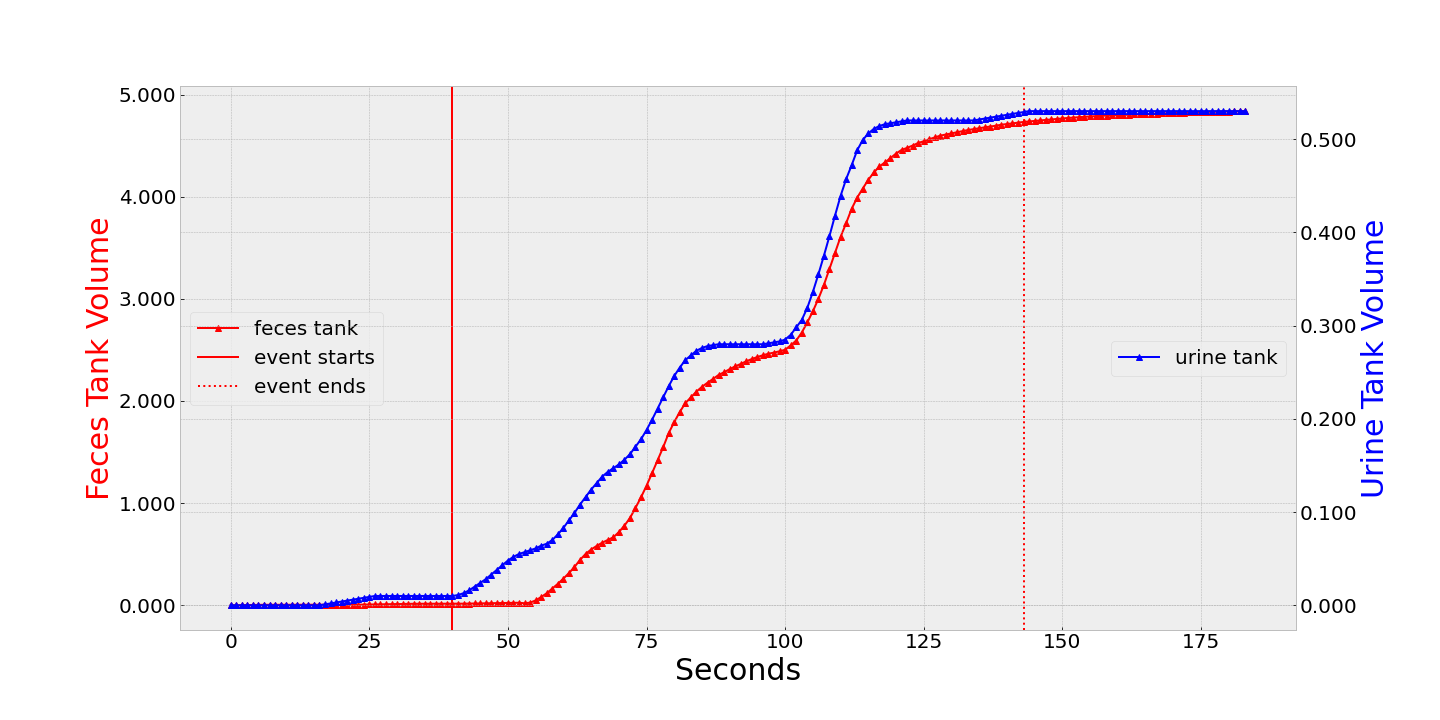 5.000
4.000
3.000
2.000
1.000
0.000
Feces Tank Volume
feces tank
event starts
event ends
urine tank
0.500
0.400
0.300
0.200
0.100
0.000
Urine Tank Volume
0 25 50 75 100 125 150 175
Seconds